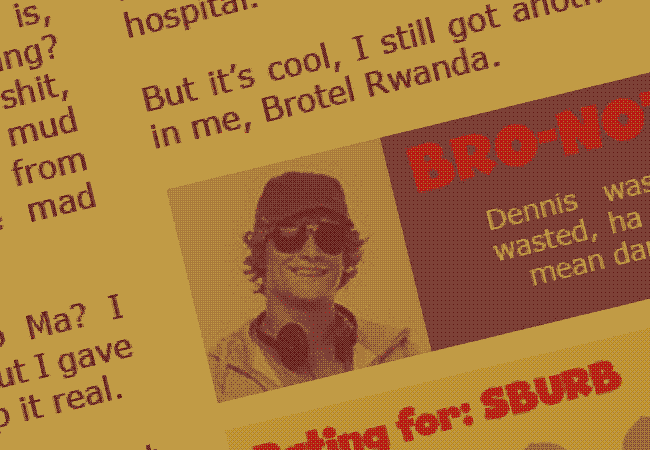 is,
ng?
shit,
mud
from
mad
Ma? I
ut I gave
it real.
hospital.
But it's cool, I still got anoth
in me, Brotel Rwanda.
BRO-NO
Dennis was
wasted, ha
mean da
ting for: SBURB